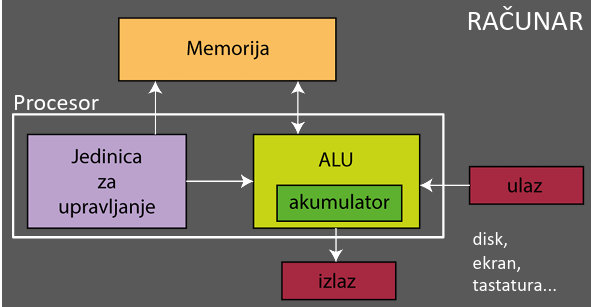 RAČUNAR
Memorija
Procesor
Jedinica
za
upravljanje
ALU
akumulator
ulaz
izlaz
disk,
ekran,
tastatura...